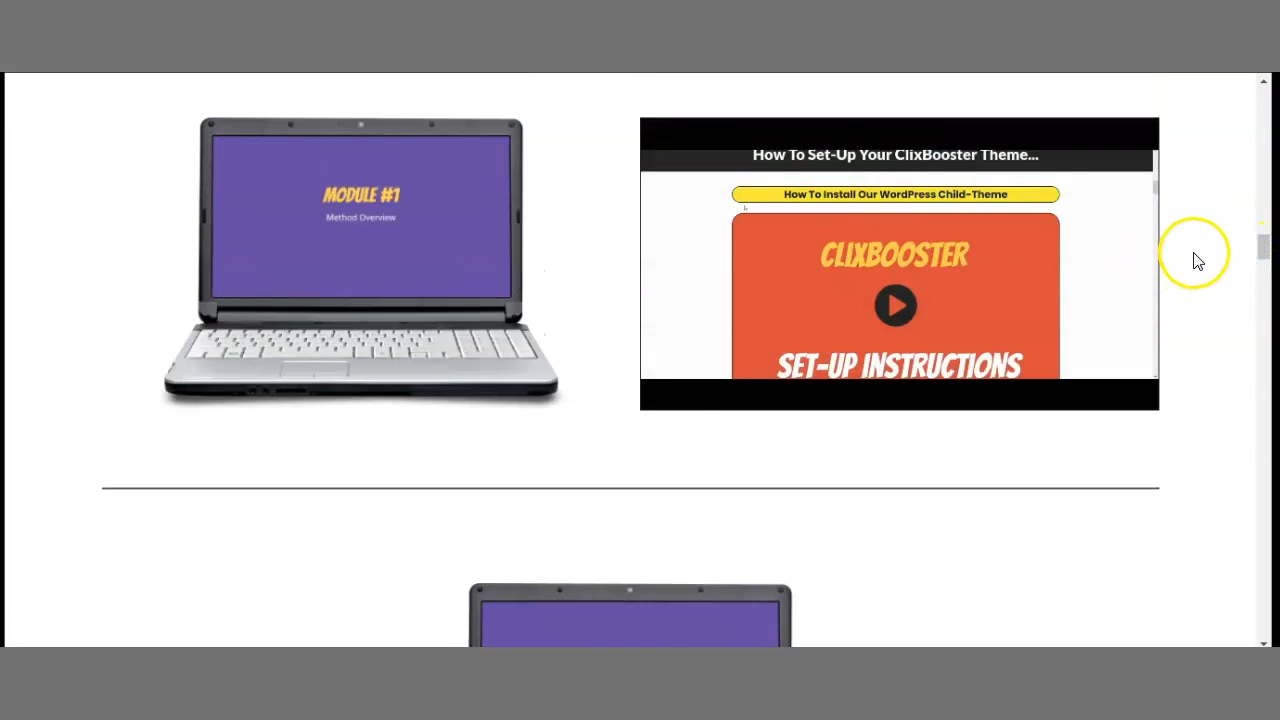 MODULE #1
Method Overview
How To Set-Up Your ClixBooster Theme...
How To Install Our WordPress Child-Theme
CLIXBOOSTER
SET-UP INSTRUCTIONS